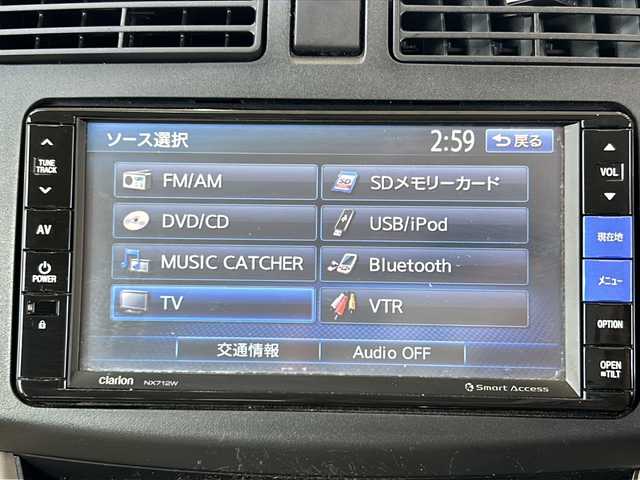 ソース選択
2:59
戻る
FM/AM
SDメモリーカード
DVD/CD
USB/iPod
MUSIC CATCHER
Bluetooth
TV
VTR
交通情報
Audio OFF
TUNE
TRACK
AV
POWER
VOL
現在地
メニュー
OPTION
OPEN
TILT
clarion
NX712W
Smart Access
SD